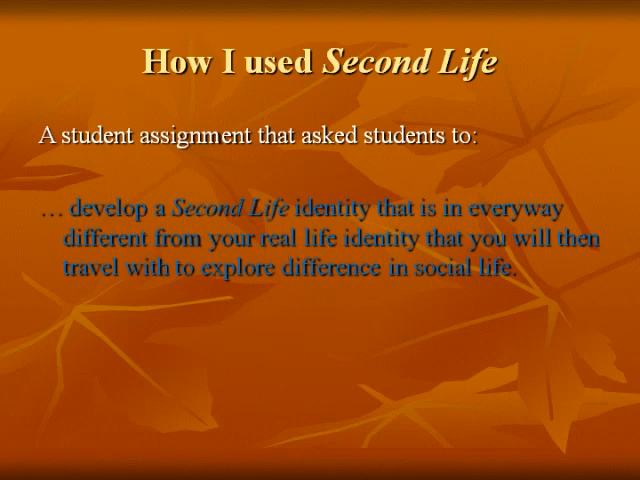 How I used Second Life
A student assignment that asked students to:
… develop a Second Life identity that is in everyway
different from your real life identity that you will then
travel with to explore difference in social life.